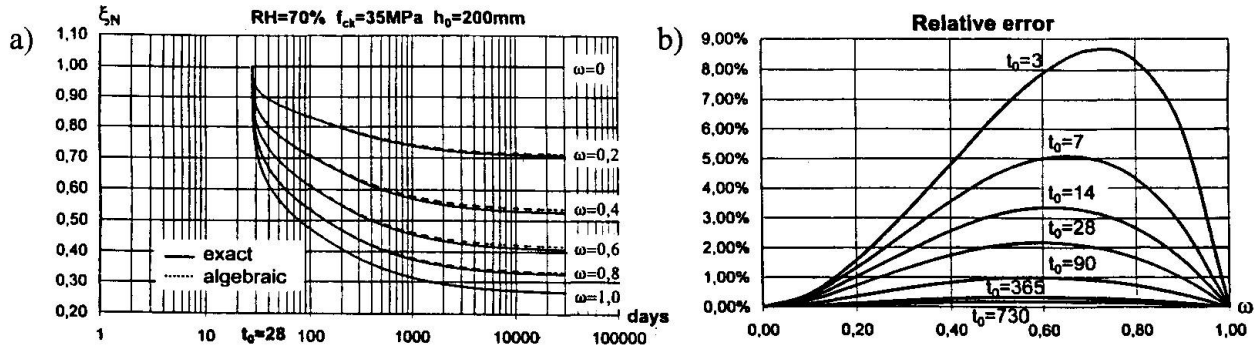 a)
ξN
RH=70% fck=35MPa h0=200mm
1,10
1,00
0,90
0,80
0,70
0,60
0,50
0,40
0,30
0,20
ω=0
ω=0,2
ω=0,4
ω=0,6
ω=0,8
ω=1,0
exact
algebraic
days
1
10
t0=28
100
1000
10000
100000
b)
Relative error
9,00%
8,00%
7,00%
6,00%
5,00%
4,00%
3,00%
2,00%
1,00%
0,00%
t0=3
t0=7
t0=14
t0=28
t0=90
t0=365
t0=730
0,00
0,20
0,40
0,60
0,80
1,00
ω